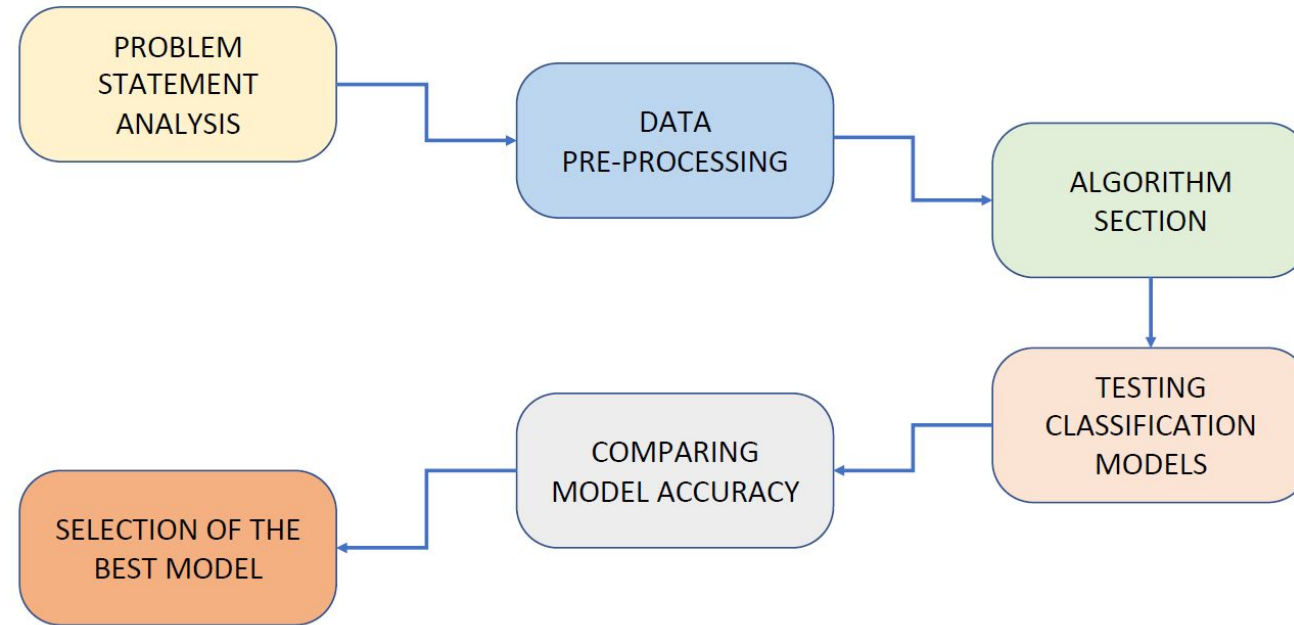 PROBLEM
STATEMENT
ANALYSIS
DATA
PRE-PROCESSING
ALGORITHM
SECTION
TESTING
CLASSIFICATION
MODELS
COMPARING
MODEL ACCURACY
SELECTION OF THE
BEST MODEL